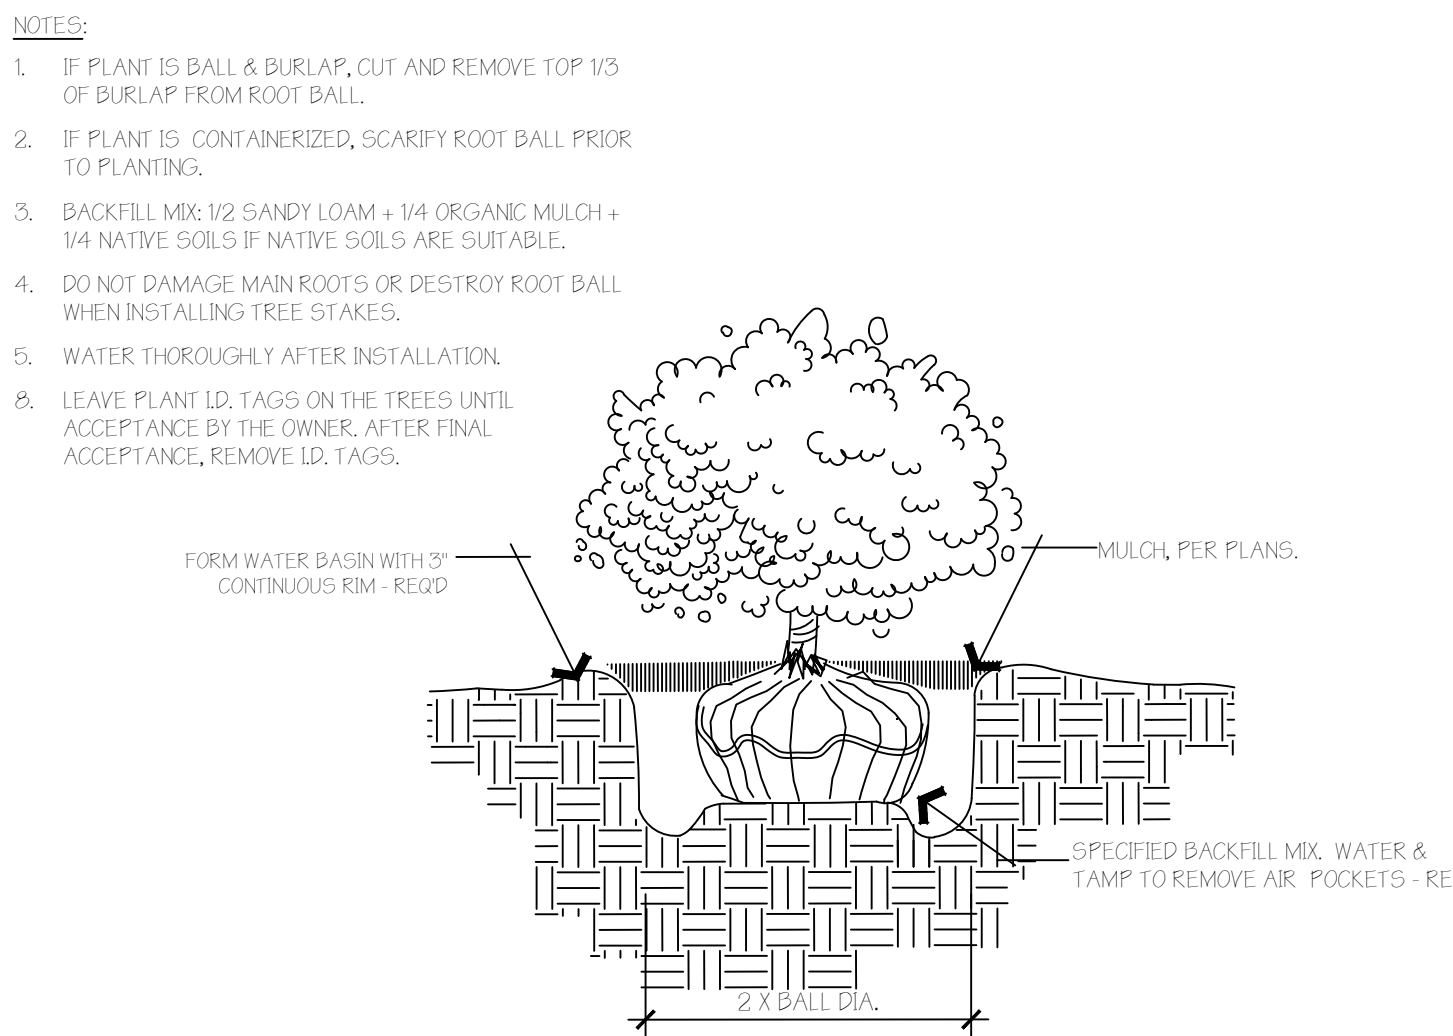 NOTES:
1. IF PLANT IS BALL & BURLAP, CUT AND REMOVE TOP 1/3
OF BURLAP FROM ROOT BALL.
2. IF PLANT IS CONTAINERIZED, SCARIFY ROOT BALL PRIOR
TO PLANTING.
3. BACKFILL MIX: 1/2 SANDY LOAM + 1/4 ORGANIC MULCH +
1/4 NATIVE SOILS IF NATIVE SOILS ARE SUITABLE.
4. DO NOT DAMAGE MAIN ROOTS OR DESTROY ROOT BALL
WHEN INSTALLING TREE STAKES.
5. WATER THOROUGHLY AFTER INSTALLATION.
8. LEAVE PLANT I.D. TAGS ON THE TREES UNTIL
ACCEPTANCE BY THE OWNER. AFTER FINAL
ACCEPTANCE, REMOVE I.D. TAGS.
FORM WATER BASIN WITH 3"
CONTINUOUS RIM - REQ'D
MULCH, PER PLANS.
SPECIFIED BACKFILL MIX. WATER &
TAMP TO REMOVE AIR POCKETS - RE
2 X BALL DIA.